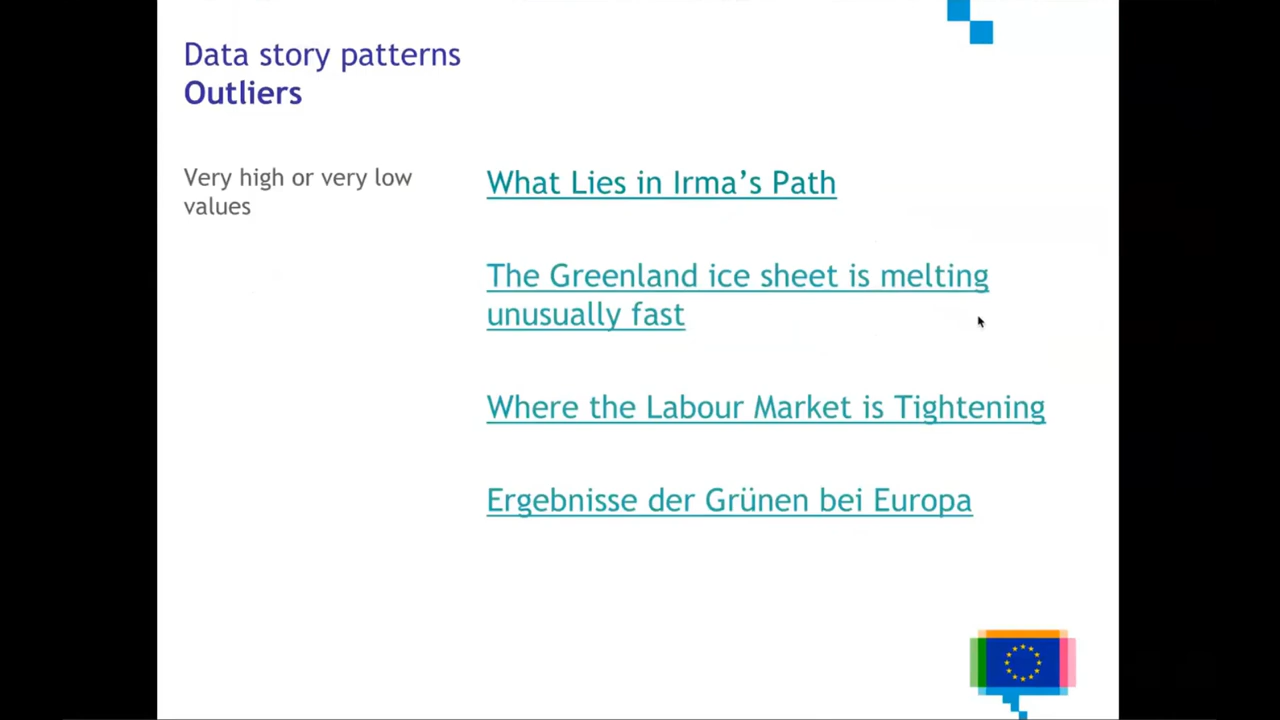 Data story patterns
Outliers
Very high or very low
values
What Lies in Irma’s Path
The Greenland ice sheet is melting
unusually fast
Where the Labour Market is Tightening
Ergebnisse der Grünen bei Europa